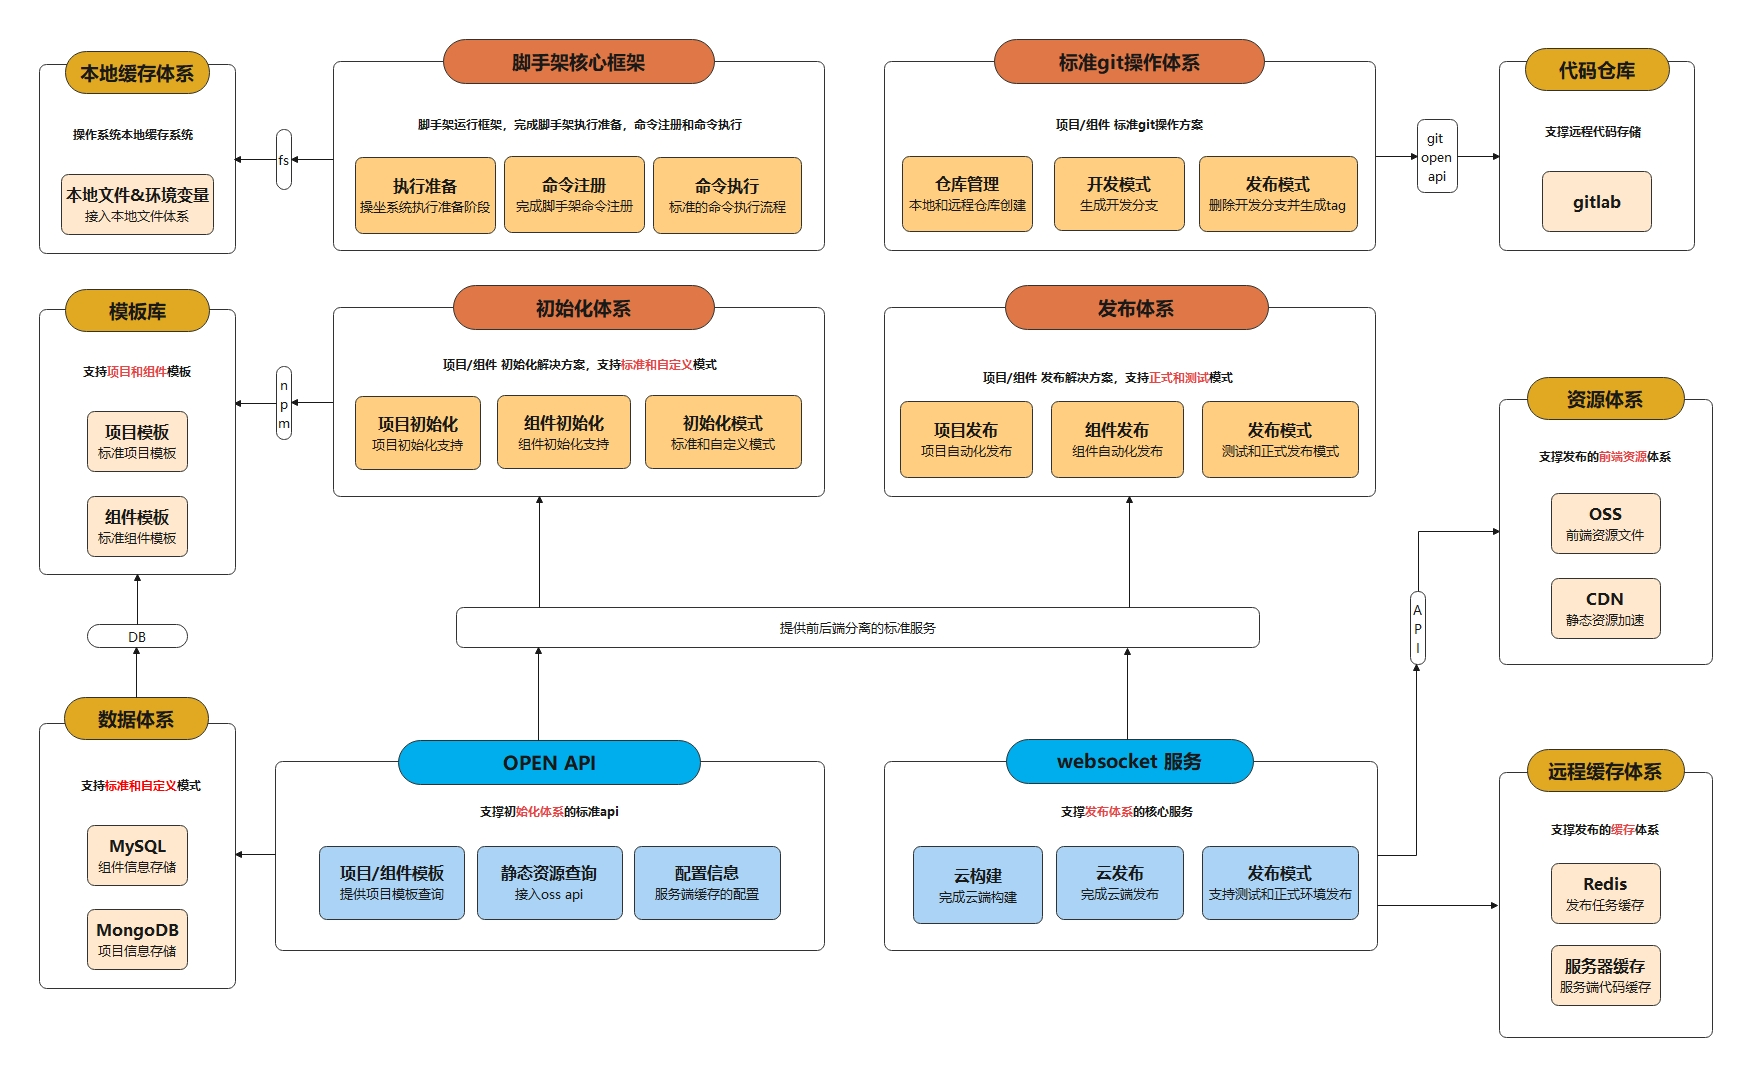 本地缓存体系
操作系统本地缓存系统
本地文件&环境变量
接入本地文件体系
fs
脚手架核心框架
脚手架运行框架，完成脚手架执行准备，命令注册和命令执行
执行准备
操坐系统执行准备阶段
命令注册
完成脚手架命令注册
命令执行
标准的命令执行流程
标准git操作体系
项目/组件 标准git操作方案
仓库管理
本地和远程仓库创建
开发模式
生成开发分支
发布模式
删除开发分支并生成tag
git
open
api
代码仓库
支撑远程代码存储
gitlab
模板库
支持项目和组件模板
项目模板
标准项目模板
组件模板
标准组件模板
n
p
m
初始化体系
项目/组件 初始化解决方案，支持标准和自定义模式
项目初始化
项目初始化支持
组件初始化
组件初始化支持
初始化模式
标准和自定义模式
发布体系
项目/组件 发布解决方案，支持正式和测试模式
项目发布
项目自动化发布
组件发布
组件自动化发布
发布模式
测试和正式发布模式
资源体系
支撑发布的前端资源体系
OSS
前端资源文件
CDN
静态资源加速
A
P
I
DB
提供前后端分离的标准服务
数据体系
支持标准和自定义模式
MySQL
组件信息存储
MongoDB
项目信息存储
OPEN API
支撑初始化体系的标准api
项目/组件模板
提供项目模板查询
静态资源查询
接入oss api
配置信息
服务端缓存的配置
websocket 服务
支撑发布体系的核心服务
云构建
完成云端构建
云发布
完成云端发布
发布模式
支持测试和正式环境发布
远程缓存体系
支撑发布的缓存体系
Redis
发布任务缓存
服务器缓存
服务端代码缓存